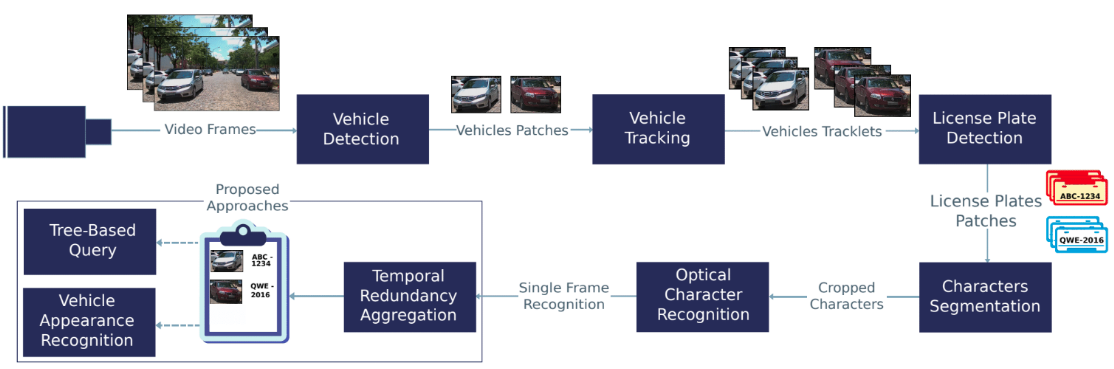 Video Frames
Vehicle
Detection
Vehicles Patches
Vehicle
Tracking
Vehicles Tracklets
License Plate
Detection
License Plates
Patches
ABC-1234
QWE-2016
Characters
Segmentation
Cropped
Characters
Optical
Character
Recognition
Single Frame
Recognition
Temporal
Redundancy
Aggregation
Proposed
Approaches
ABC -
1234
QWE -
2016
Tree-Based
Query
Vehicle
Appearance
Recognition